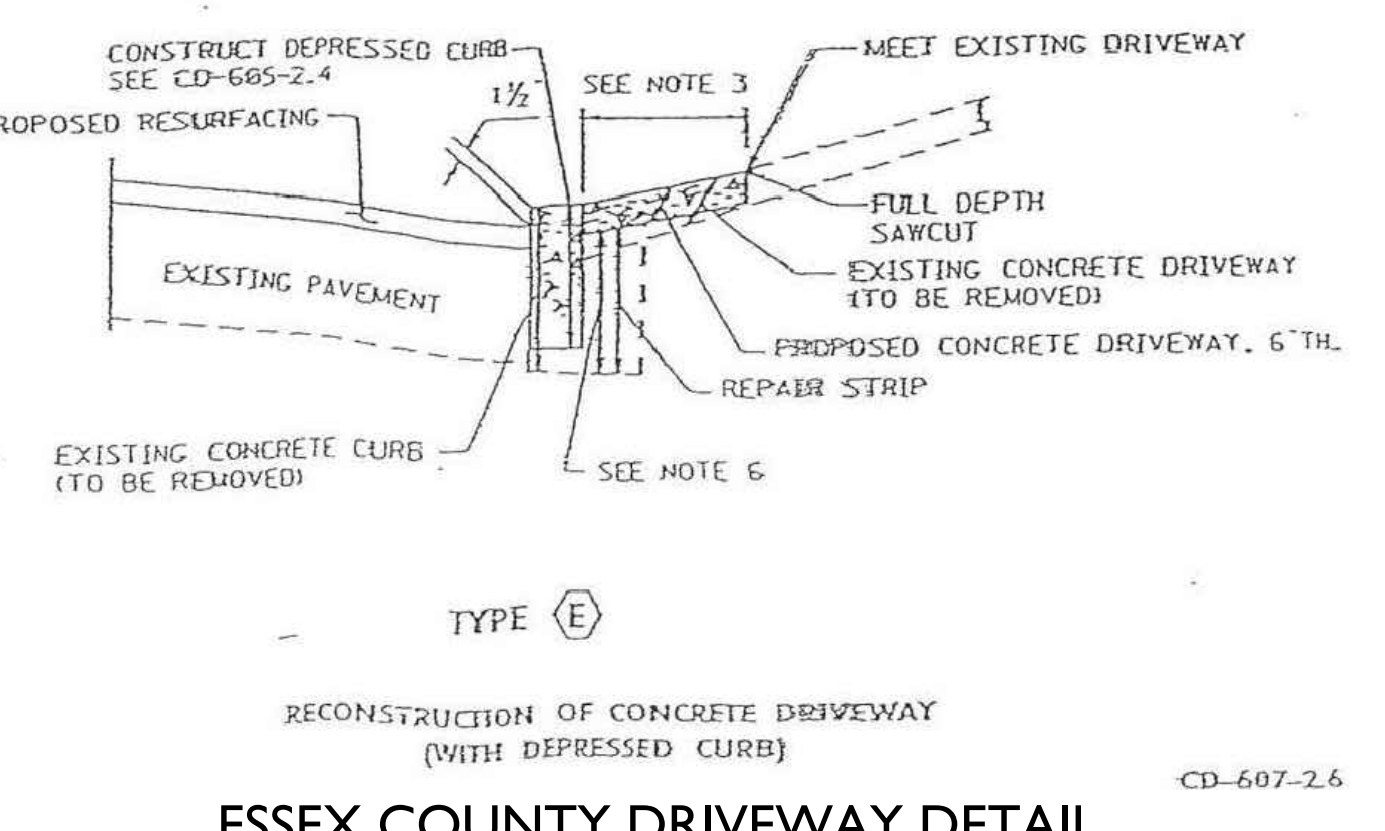 CONSTRUCT DEPRESSED CURB
SEE CD-605-2.4
ROPOSED RESURFACING
1½"
SEE NOTE 3
MEET EXISTING DRIVEWAY
FULL DEPTH
SAWCUT
EXISTING PAVEMENT
EXISTING CONCRETE DRIVEWAY
(TO BE REMOVED)
PROPOSED CONCRETE DRIVEWAY. 6" TH.
REPAIR STRIP
EXISTING CONCRETE CURB
(TO BE REMOVED)
SEE NOTE 6
TYPE E
RECONSTRUCTION OF CONCRETE DRIVEWAY
(WITH DEPRESSED CURB)
CD-607-2.6
ESSEX COUNTY DRIVEWAY DETAIL